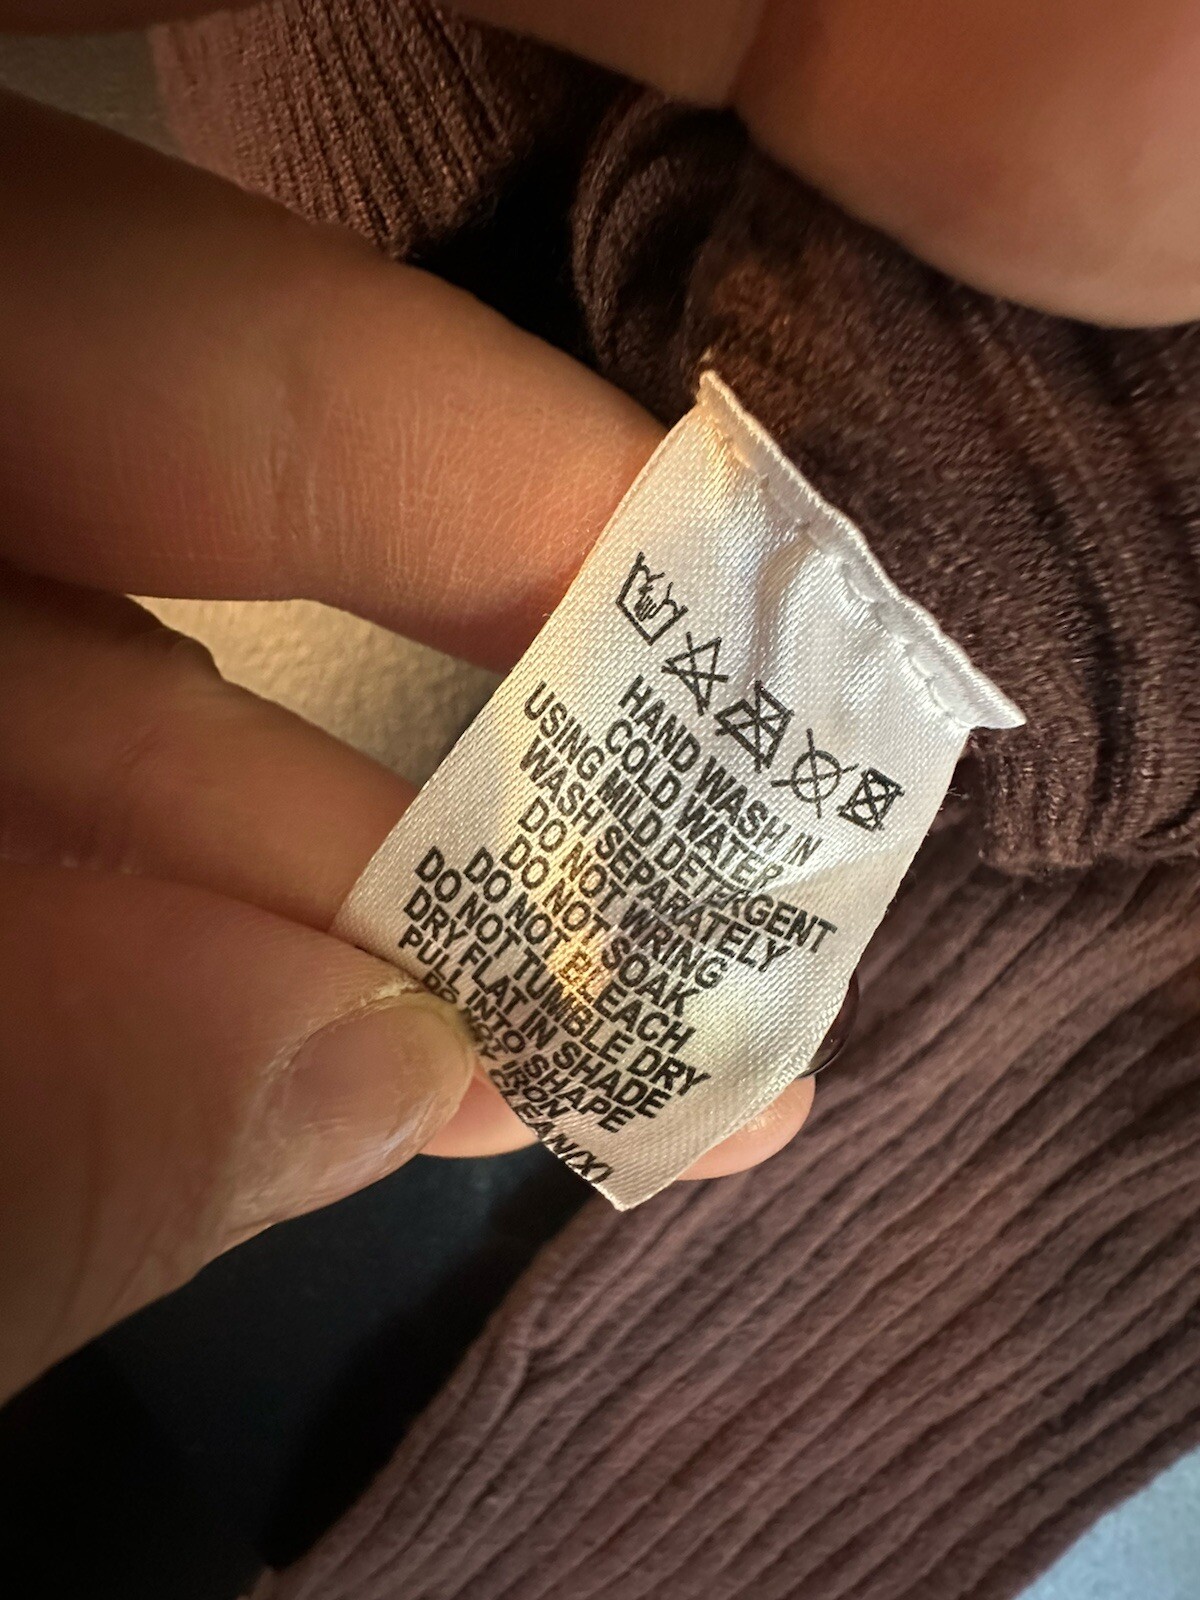 HAND WASH IN
COLD WATER
USING MILD DETERGENT
WASH SEPARATELY
DO NOT WRING
DO NOT SOAK
DO NOT BLEACH
DO NOT TUMBLE DRY
DRY FLAT IN SHADE
PULL INTO SHAPE
DO NOT IRON
CLEAN(X)